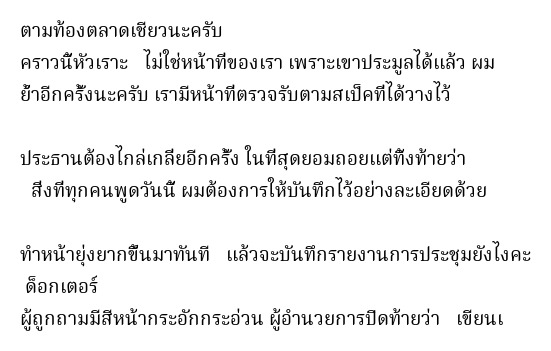 ตามท้องตลาดเชียวนะครับ
คราวนี้หัวเราะ ไม่ใช่หน้าที่ของเรา เพราะเขาประมูลได้แล้ว ผม
ย้ำอีกครั้งนะครับ เรามีหน้าที่ตรวจรับตามสเป็คที่ได้วางไว้
ประธานต้องไกล่เกลี่ยอีกครั้ง ในที่สุดยอมถอยแต่ทิ้งท้ายว่า
สิ่งที่ทุกคนพูดวันนี้ ผมต้องการให้บันทึกไว้อย่างละเอียดด้วย
ทำหน้ายุ่งยากขึ้นมาทันที แล้วจะบันทึกรายงานการประชุมยังไงคะ
ด็อกเตอร์
ผู้ถูกถามมีสีหน้ากระอักกระอ่วน ผู้อำนวยการปิดท้ายว่า เขียนเ